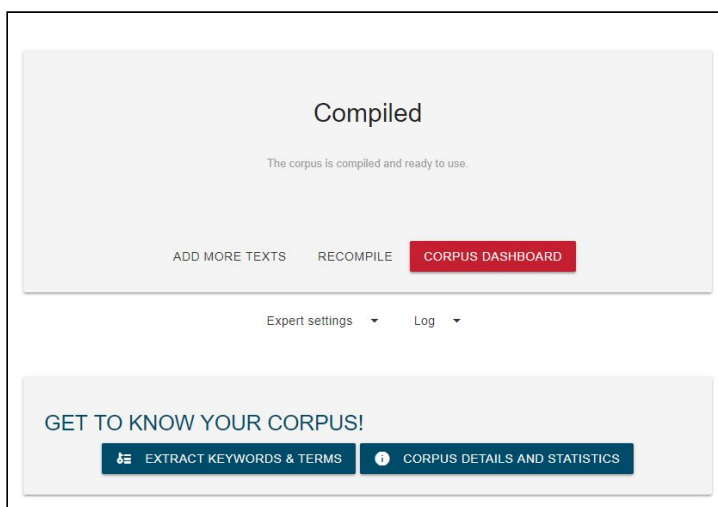 Compiled
The corpus is compiled and ready to use.
ADD MORE TEXTS RECOMPILE CORPUS DASHBOARD
Expert settings Log
GET TO KNOW YOUR CORPUS!
EXTRACT KEYWORDS & TERMS CORPUS DETAILS AND STATISTICS